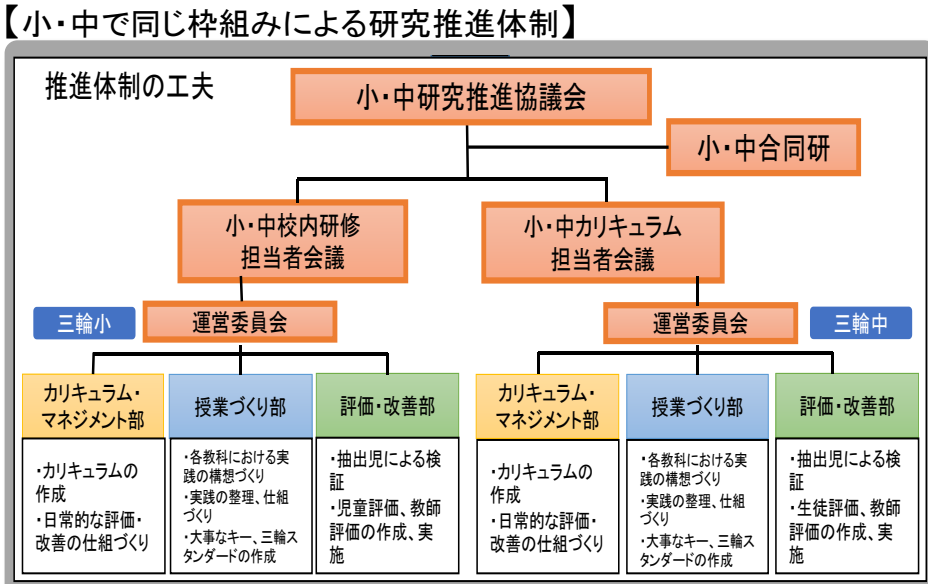 【小・中で同じ枠組みによる研究推進体制】
推進体制の工夫
小・中研究推進協議会
小・中合同研
小・中校内研修
担当者会議
小・中カリキュラム
担当者会議
三輪小
運営委員会
運営委員会
三輪中
カリキュラム・
マネジメント部
授業づくり部
評価・改善部
カリキュラム・
マネジメント部
授業づくり部
評価・改善部
・カリキュラムの
作成
・日常的な評価・
改善の仕組づくり
・各教科における実
践の構想づくり
・実践の整理、仕組
づくり
・大事なキー、三輪ス
タンダードの作成
・抽出児による検
証
・児童評価、教師
評価の作成、実
施
・カリキュラムの
作成
・日常的な評価・
改善の仕組づくり
・各教科における実
践の構想づくり
・実践の整理、仕組
づくり
・大事なキー、三輪ス
タンダードの作成
・抽出児による検
証
・生徒評価、教師
評価の作成、実
施